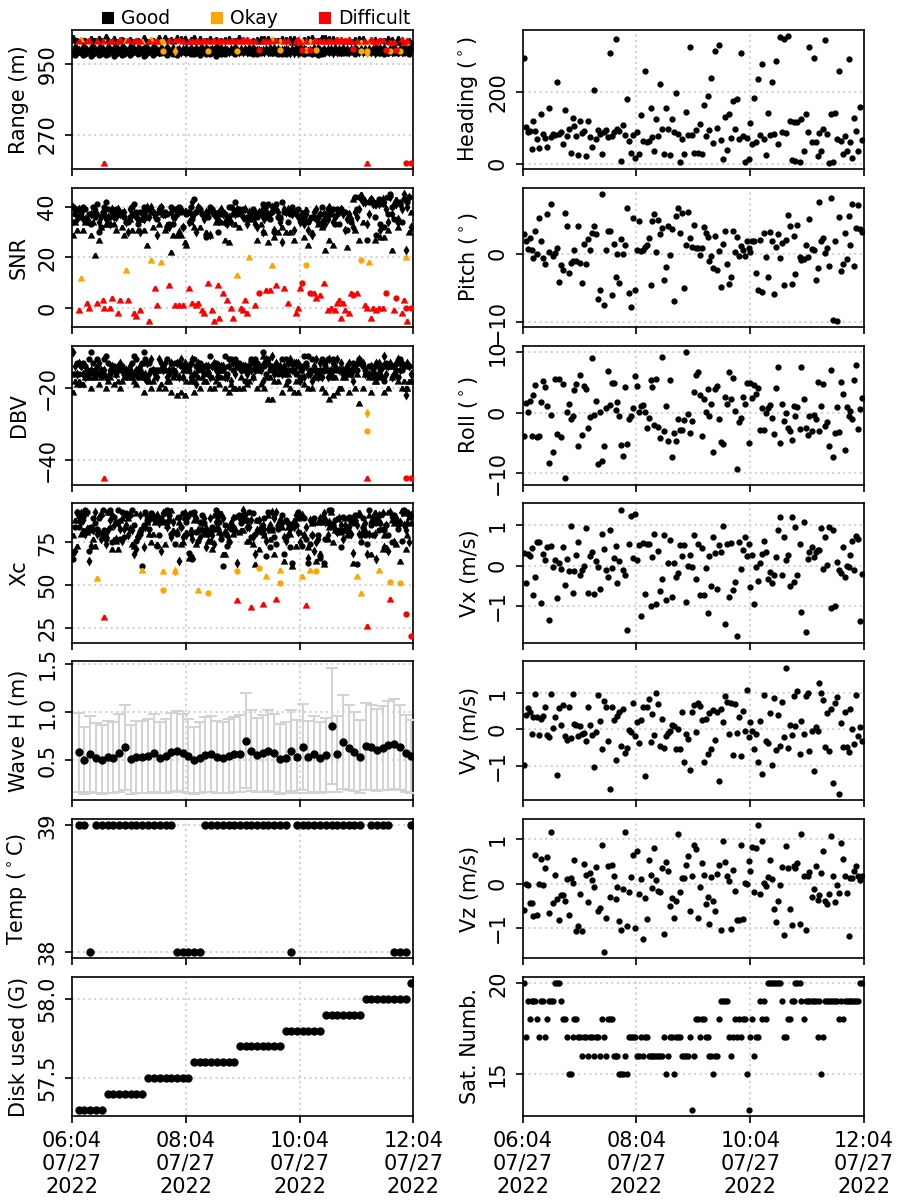 Good Okay Difficult
Range (m)
950
270
Heading (°)
200
0
SNR
40
20
0
Pitch (°)
0
−10
DBV
−20
−40
Roll (°)
10
0
−10
Xc
75
50
25
Vx (m/s)
1
0
−1
Wave H (m)
1.5
1.0
0.5
Vy (m/s)
1
0
−1
Temp (°C)
39
38
Vz (m/s)
1
0
−1
Disk used (G)
58.0
57.5
Sat. Numb.
20
15
06:04 08:04 10:04 12:04
07/27 07/27 07/27 07/27
2022 2022 2022 2022
06:04 08:04 10:04 12:04
07/27 07/27 07/27 07/27
2022 2022 2022 2022